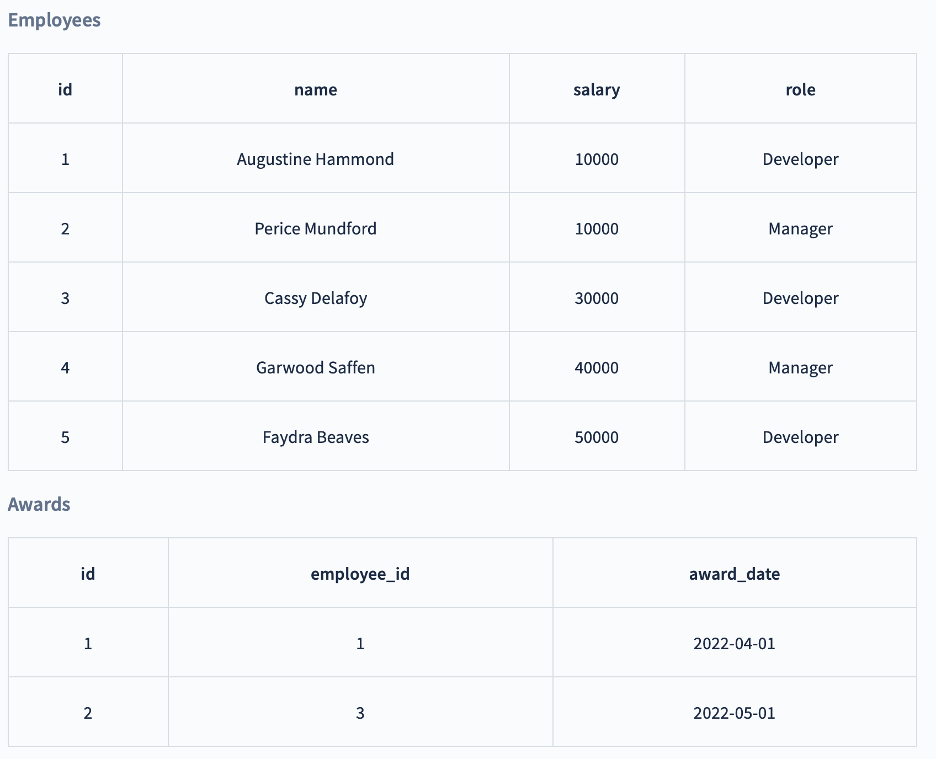 Employees
id name salary role
1 Augustine Hammond 10000 Developer
2 Perice Mundford 10000 Manager
3 Cassy Delafoy 30000 Developer
4 Garwood Saffen 40000 Manager
5 Faydra Beaves 50000 Developer
Awards
id employee_id award_date
1 1 2022-04-01
2 3 2022-05-01